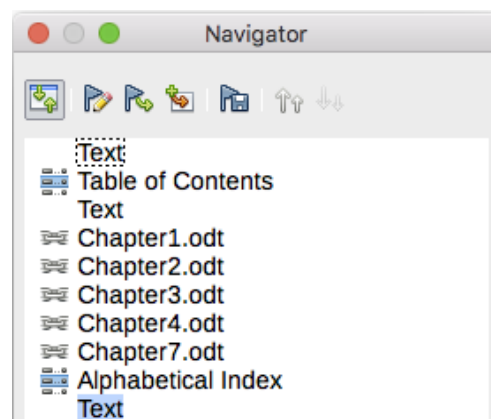 Navigator
Text
Table of Contents
Text
Chapter1.odt
Chapter2.odt
Chapter3.odt
Chapter4.odt
Chapter7.odt
Alphabetical Index
Text